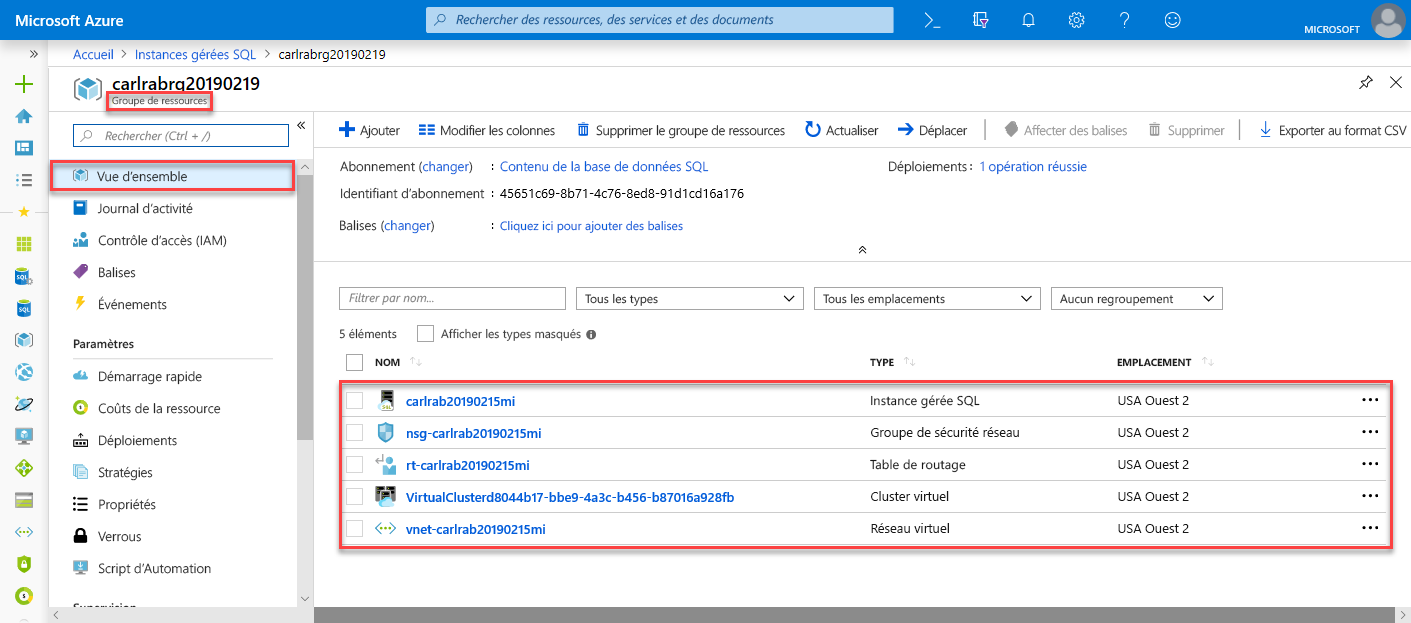 Microsoft Azure
Rechercher des ressources, des services et des documents
MICROSOFT
Accueil > Instances gérées SQL > carlrabrg20190219
carlrabrg20190219
Groupe de ressources
Rechercher (Ctrl + /)
Vue d'ensemble
Journal d'activité
Contrôle d'accès (IAM)
Balises
Événements
Paramètres
Démarrage rapide
Coûts de la ressource
Déploiements
Stratégies
Propriétés
Verrous
Script d'Automation
Supervision
Ajouter
Modifier les colonnes
Supprimer le groupe de ressources
Actualiser
Déplacer
Affecter des balises
Supprimer
Exporter au format CSV
Abonnement (changer) : Contenu de la base de données SQL
Déploiements : 1 opération réussie
Identifiant d'abonnement : 45651c69-8b71-4c76-8ed8-91d1cd16a176
Balises (changer) : Cliquez ici pour ajouter des balises
Filtrer par nom...
Tous les types
Tous les emplacements
Aucun regroupement
5 éléments
Afficher les types masqués
NOM TYPE EMPLACEMENT
carlrab20190215mi Instance gérée SQL USA Ouest 2
nsg-carlrab20190215mi Groupe de sécurité réseau USA Ouest 2
rt-carlrab20190215mi Table de routage USA Ouest 2
VirtualClusterd8044b17-bbe9-4a3c-b456-b87016a928fb Cluster virtuel USA Ouest 2
vnet-carlrab20190215mi Réseau virtuel USA Ouest 2